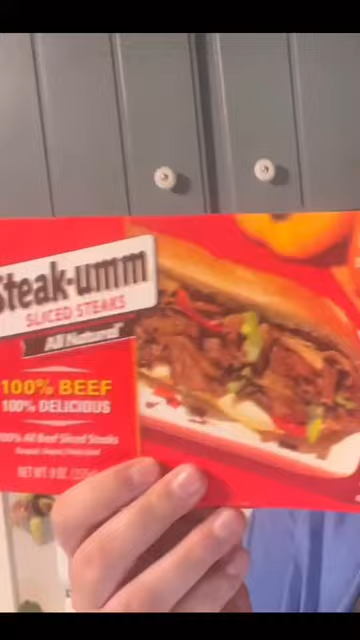 Steak-umm
SLICED STEAKS
All Natural
100% BEEF
100% DELICIOUS
100% All Beef Sliced Steaks
NET WT. 9 OZ.